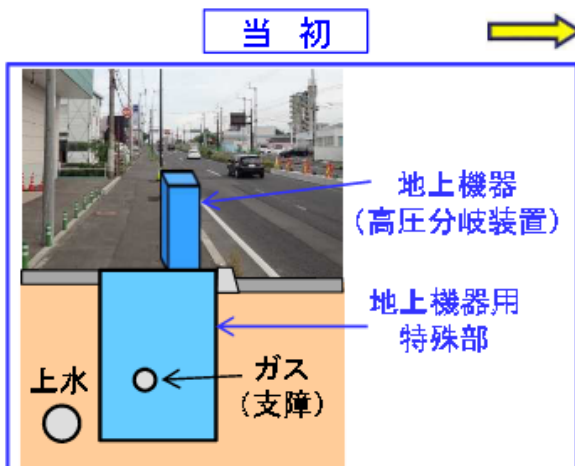 当 初
地上機器
(高圧分岐装置)
地上機器用
特殊部
上水
ガス
(支障)